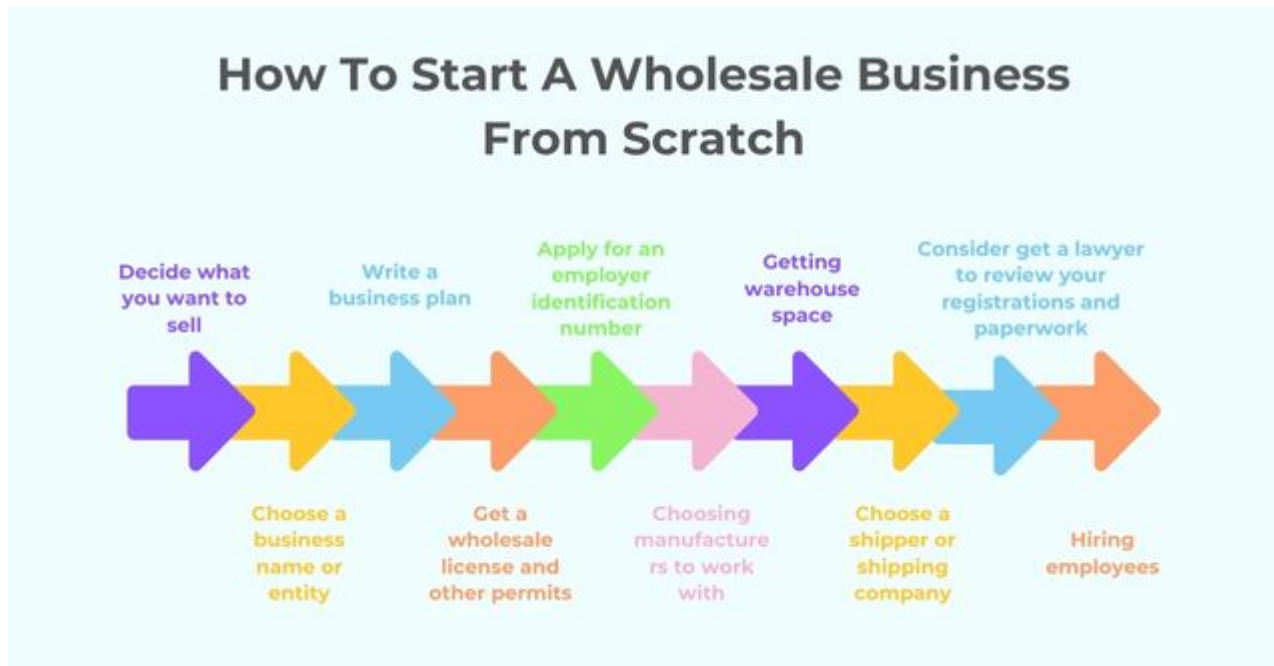 How To Start A Wholesale Business
From Scratch
Decide what
you want to
sell
Choose a
business
name or
entity
Write a
business plan
Get a
wholesale
license and
other permits
Apply for an
employer
identification
number
Choosing
manufacture
rs to work
with
Getting
warehouse
space
Choose a
shipper or
shipping
company
Consider get a lawyer
to review your
registrations and
paperwork
Hiring
employees